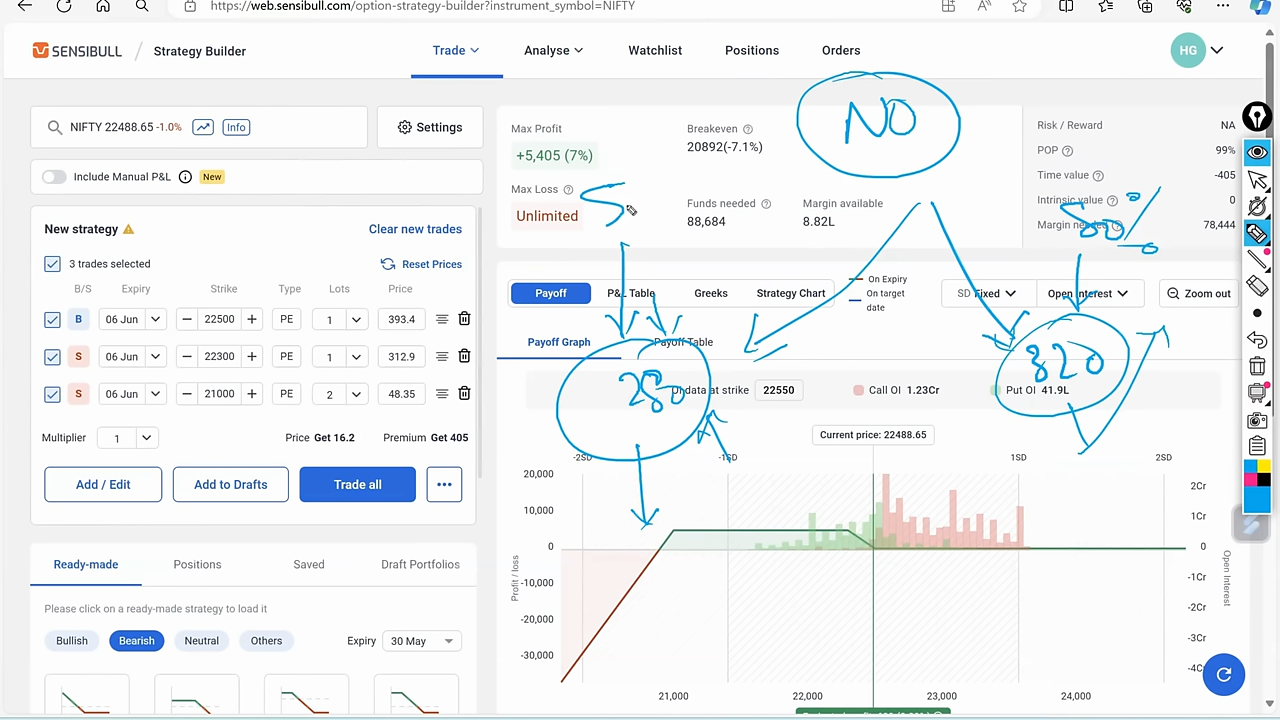 https://web.sensibull.com/option-strategy-builder?instrument_symbol=NIFTY
SENSIBULL / Strategy Builder
Trade Analyse Watchlist Positions Orders
HG
NIFTY 22488.65 -1.0% Info
Settings
Include Manual P&L New
New strategy
Clear new trades
3 trades selected
Reset Prices
B/S Expiry Strike Type Lots Price
B 06 Jun 22500 PE 1 393.4
S 06 Jun 22300 PE 1 312.9
S 06 Jun 21000 PE 2 48.35
Multiplier 1 Price Get 16.2 Premium Get 405
Add / Edit Add to Drafts Trade all ...
Ready-made Positions Saved Draft Portfolios
Please click on a ready-made strategy to load it
Bullish Bearish Neutral Others Expiry 30 May
Max Profit
+5,405 (7%)
Max Loss
Unlimited
Breakeven
20892(-7.1%)
Funds needed
88,684
Margin available
8.82L
Risk / Reward NA
POP 99%
Time value -405
Intrinsic value 0
78,444
NO
Payoff P&L Table Greeks Strategy Chart
On Expiry
On target
date
SD Fixed Open Interest Zoom out
Payoff Graph Payoff Table
280
320
data at strike 22550 Call OI 1.23Cr Put OI 41.9L
Current price: 22488.65
-2SD -1SD 1SD 2SD
20,000
10,000
0
-10,000
-20,000
-30,000
Profit / loss
2Cr
1Cr
0
-1Cr
-2Cr
-3Cr
Open Interest
21,000 22,000 23,000 24,000